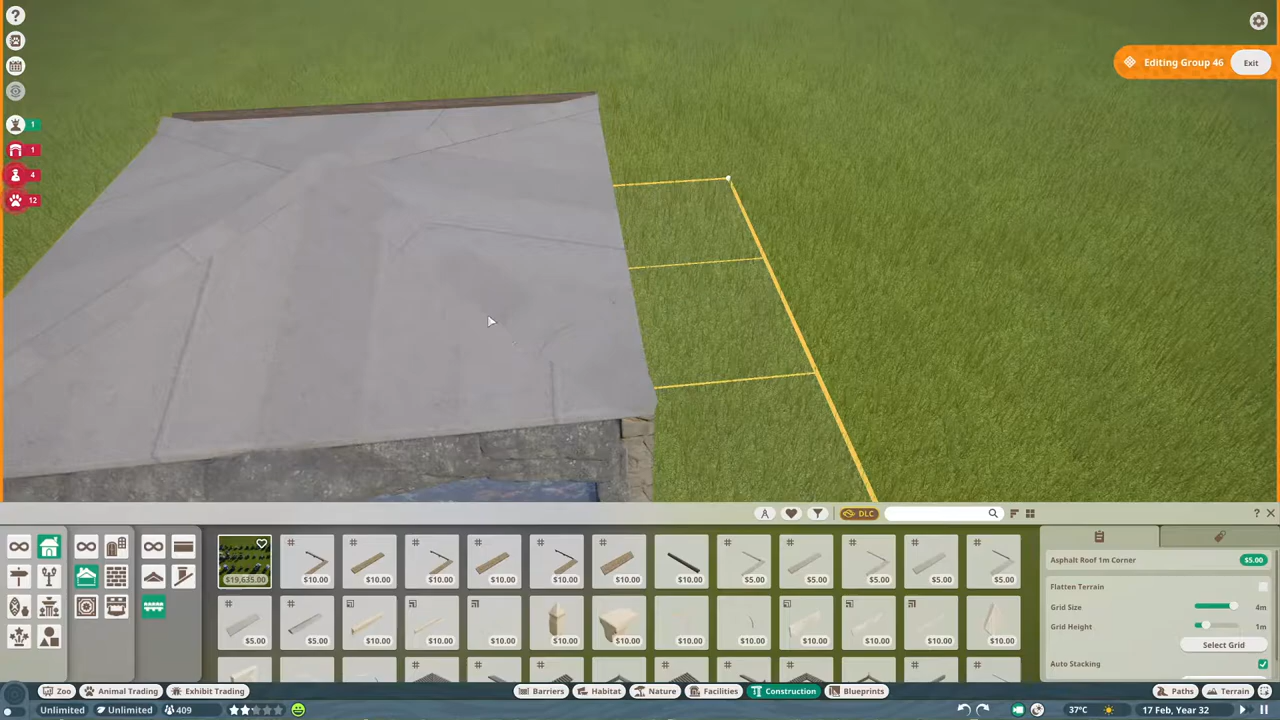 ?
Editing Group 46
Exit
1
1
4
12
DLC
? ×
$19,635.00
$10.00
$10.00
$10.00
$10.00
$10.00
$10.00
$10.00
$5.00
$5.00
$5.00
$5.00
$5.00
Asphalt Roof 1m Corner
$5.00
Flatten Terrain
Grid Size
4m
Grid Height
1m
Select Grid
Auto Stacking
$5.00
$5.00
$10.00
$10.00
$10.00
$10.00
$10.00
$10.00
$10.00
$10.00
$10.00
$10.00
$10.00
Zoo
Animal Trading
Exhibit Trading
Barriers
Habitat
Nature
Facilities
Construction
Blueprints
Paths
Terrain
Unlimited
Unlimited
409
37°C
17 Feb, Year 32